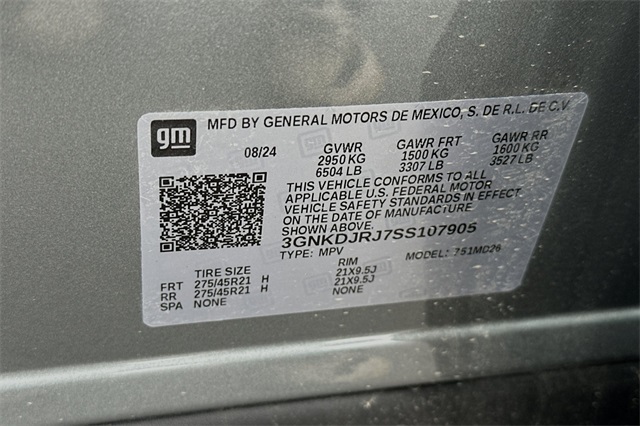 gm MFD BY GENERAL MOTORS DE MEXICO, S. DE R.L. DE C.V.
08/24 GVWR GAWR FRT GAWR RR
2950 KG 1500 KG 1600 KG
6504 LB 3307 LB 3527 LB
THIS VEHICLE CONFORMS TO ALL
APPLICABLE U.S. FEDERAL MOTOR
VEHICLE SAFETY STANDARDS IN EFFECT
ON THE DATE OF MANUFACTURE
SHOWN ABOVE.
3GNKDJRJ7SS107905
TYPE: MPV MODEL: 751MD26
TIRE SIZE RIM
FRT 275/45R21 H 21X9.5J
RR 275/45R21 H 21X9.5J
SPA NONE NONE